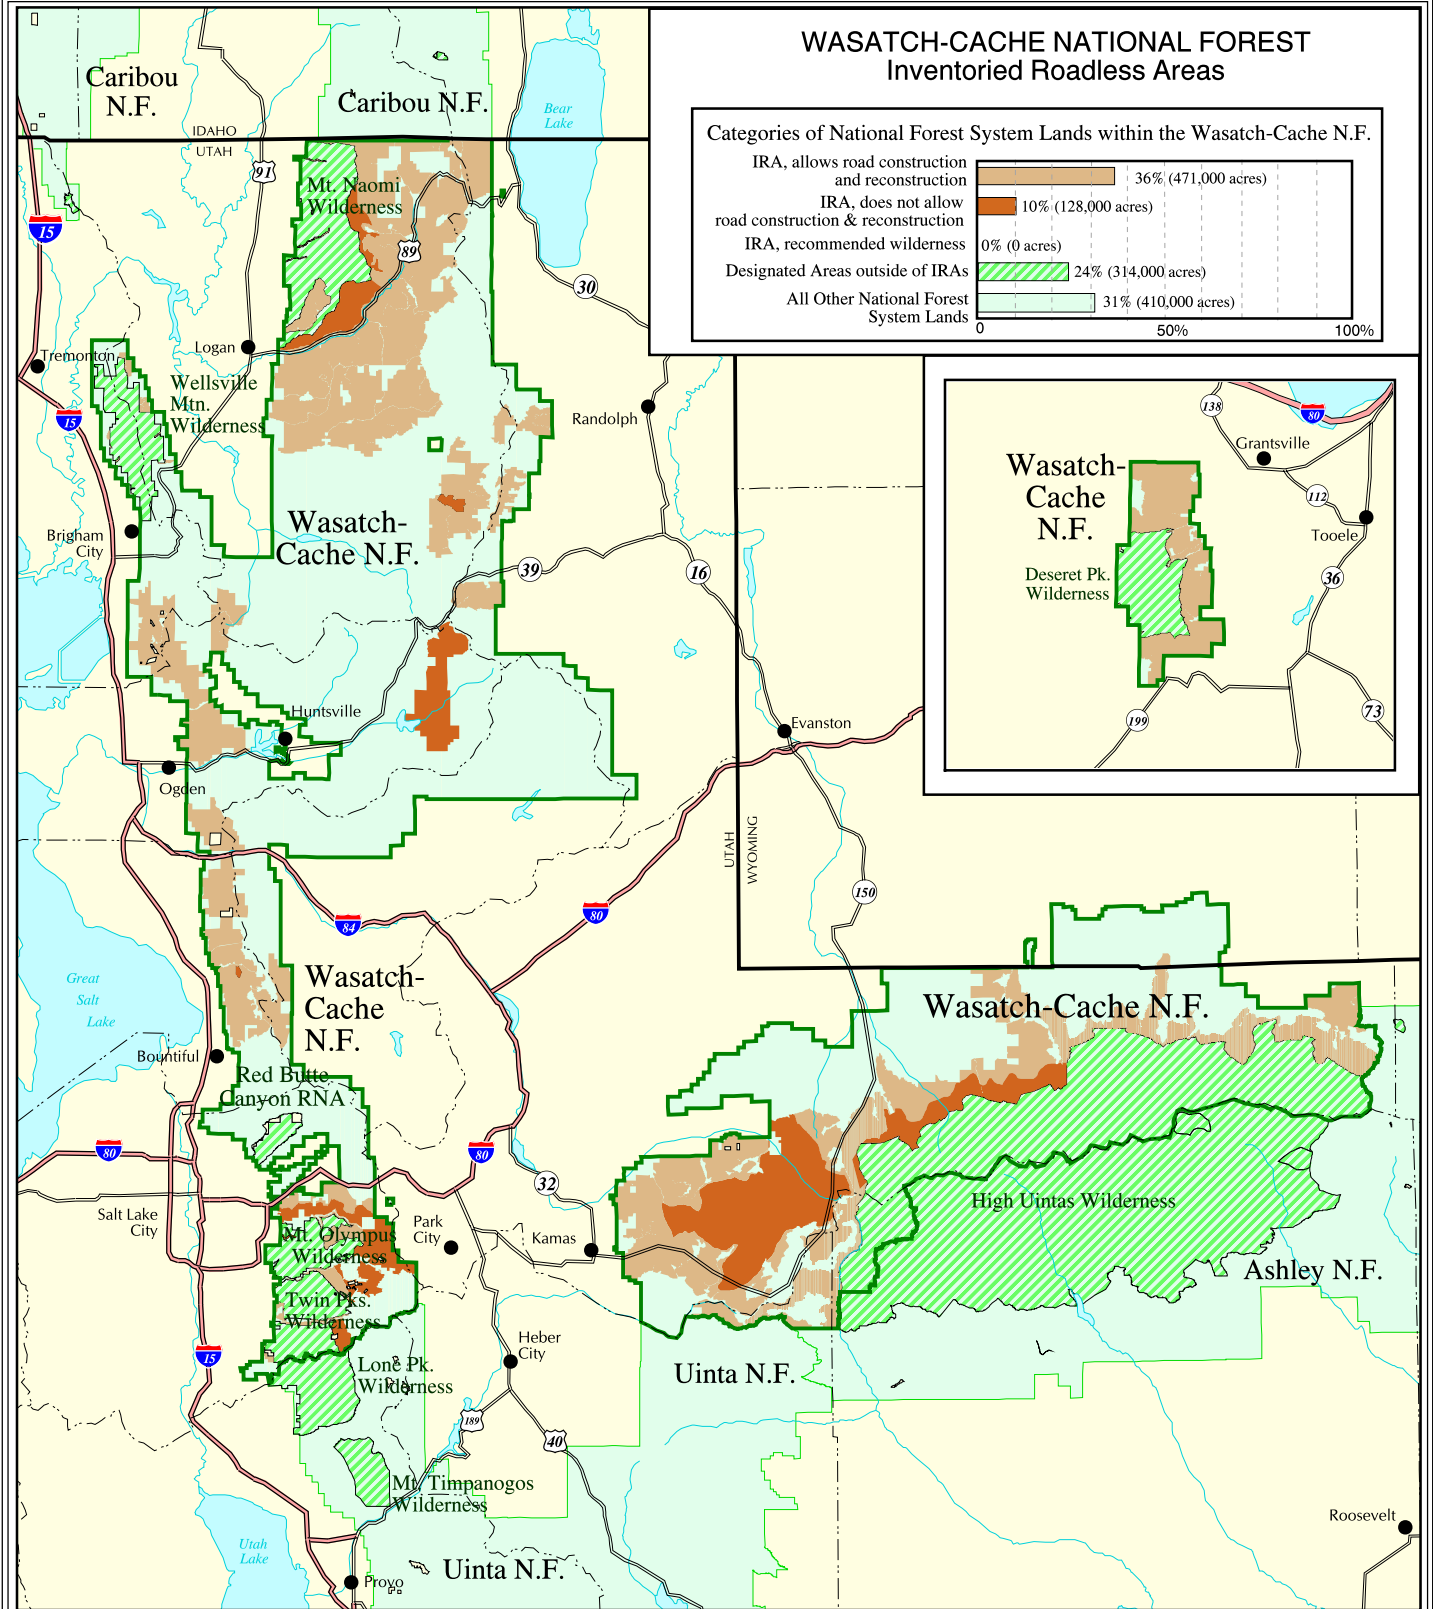 WASATCH-CACHE NATIONAL FOREST
Inventoried Roadless Areas
Categories of National Forest System Lands within the Wasatch-Cache N.F.
IRA, allows road construction
and reconstruction
36% (471,000 acres)
IRA, does not allow
road construction & reconstruction
10% (128,000 acres)
IRA, recommended wilderness
0% (0 acres)
Designated Areas outside of IRAs
24% (314,000 acres)
All Other National Forest
System Lands
31% (410,000 acres)
0
50%
100%
Caribou
N.F.
Caribou N.F.
Bear
Lake
IDAHO
UTAH
91
15
Mt. Naomi
Wilderness
89
30
Logan
Tremonton
Wellsville
Mtn.
Wilderness
15
Randolph
Brigham
City
Wasatch-
Cache N.F.
39
16
Huntsville
Evanston
Ogden
UTAH
WYOMING
150
84
80
Great
Salt
Lake
Wasatch-
Cache
N.F.
Bountiful
Red Butte
Canyon RNA
80
80
32
Salt Lake
City
Park
City
Kamas
Mt. Olympus
Wilderness
Twin Pks.
Wilderness
15
Heber
City
Lone Pk.
Wilderness
189
40
Mt. Timpanogos
Wilderness
Utah
Lake
Provo
Uinta N.F.
Uinta N.F.
Wasatch-Cache N.F.
High Uintas Wilderness
Ashley N.F.
Roosevelt
138
80
Grantsville
Wasatch-
Cache
N.F.
112
Tooele
Deseret Pk.
Wilderness
36
199
73